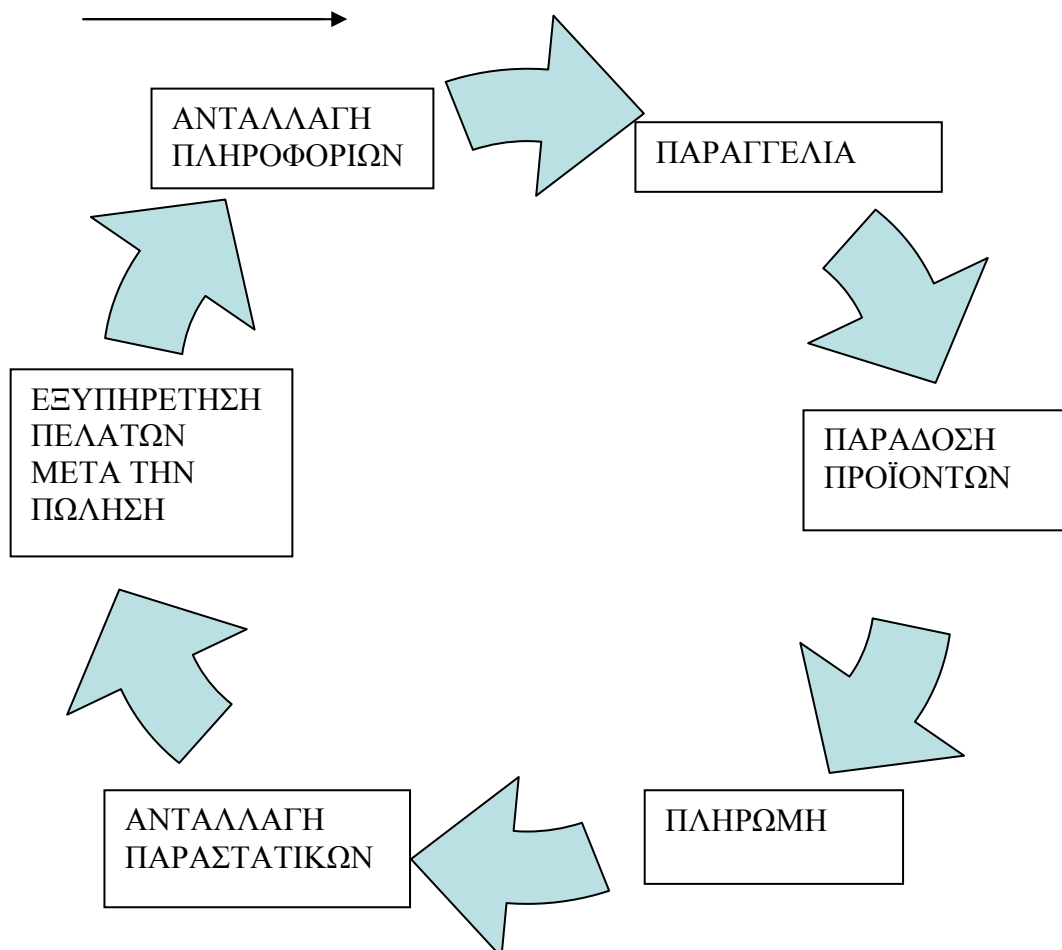 ΑΝΤΑΛΛΑΓΗ
ΠΛΗΡΟΦΟΡΙΩΝ
ΠΑΡΑΓΓΕΛΙΑ
ΠΑΡΑΔΟΣΗ
ΠΡΟΪΟΝΤΩΝ
ΠΛΗΡΩΜΗ
ΑΝΤΑΛΛΑΓΗ
ΠΑΡΑΣΤΑΤΙΚΩΝ
ΕΞΥΠΗΡΕΤΗΣΗ
ΠΕΛΑΤΩΝ
ΜΕΤΑ ΤΗΝ
ΠΩΛΗΣΗ